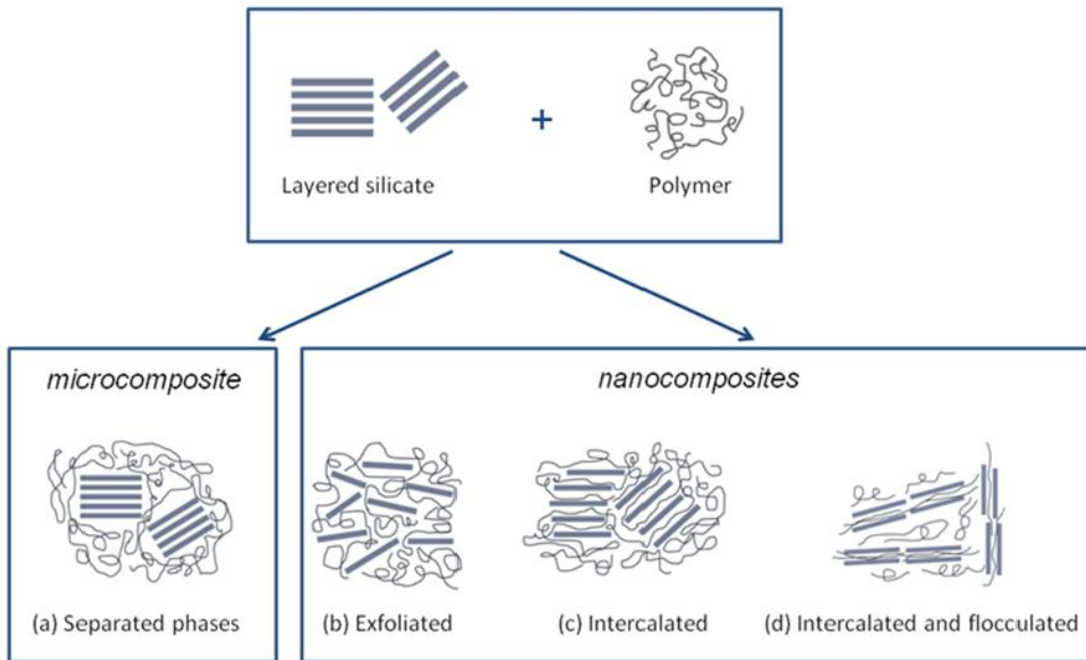 +
Layered silicate
Polymer
microcomposite
nanocomposites
(a) Separated phases
(b) Exfoliated
(c) Intercalated
(d) Intercalated and flocculated